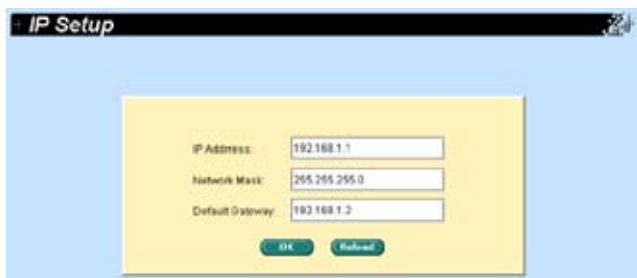 IP Setup
IP Address: 192.168.1.1
Network Mask: 255.255.255.0
Default Gateway: 192.168.1.2
OK Reload